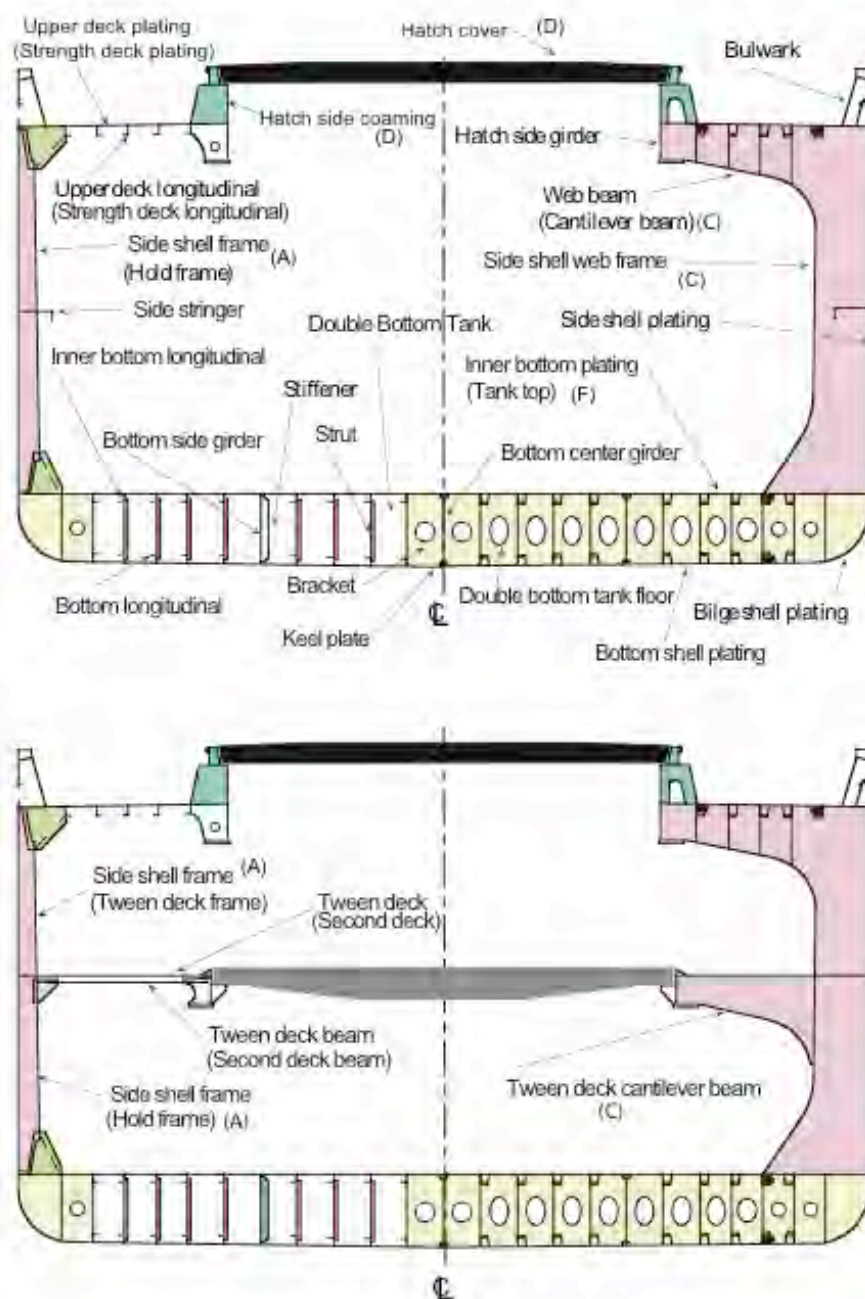 Upper deck plating
(Strength deck plating)
Hatch cover (D)
Bulwark
Hatch side coaming
(D)
Hatch side girder
Upper deck longitudinal
(Strength deck longitudinal)
Web beam
(Cantilever beam) (C)
Side shell frame (A)
(Hold frame)
Side shell web frame
(C)
Side stringer
Double Bottom Tank
Side shell plating
Inner bottom longitudinal
Inner bottom plating
(Tank top) (F)
Stiffener
Bottom side girder
Strut
Bottom center girder
Bracket
Bottom longitudinal
Double bottom tank floor
Bilge shell plating
Keel plate
℄
Bottom shell plating
Side shell frame (A)
(Tween deck frame)
Tween deck
(Second deck)
Tween deck beam
(Second deck beam)
Side shell frame
(Hold frame) (A)
Tween deck cantilever beam
(C)
℄